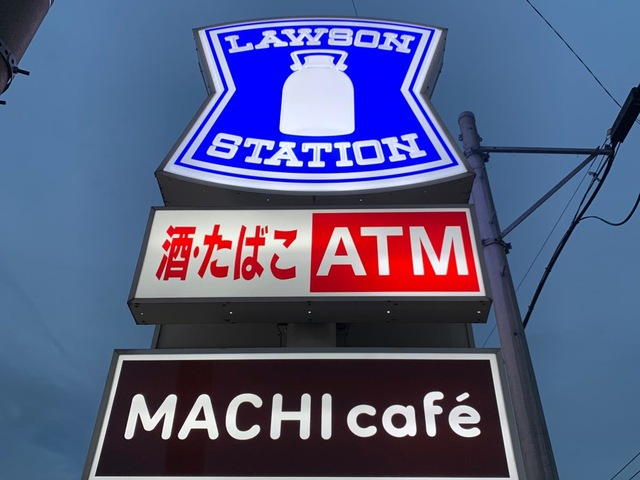 LAWSON
STATION
酒・たばこ ATM
MACHI café